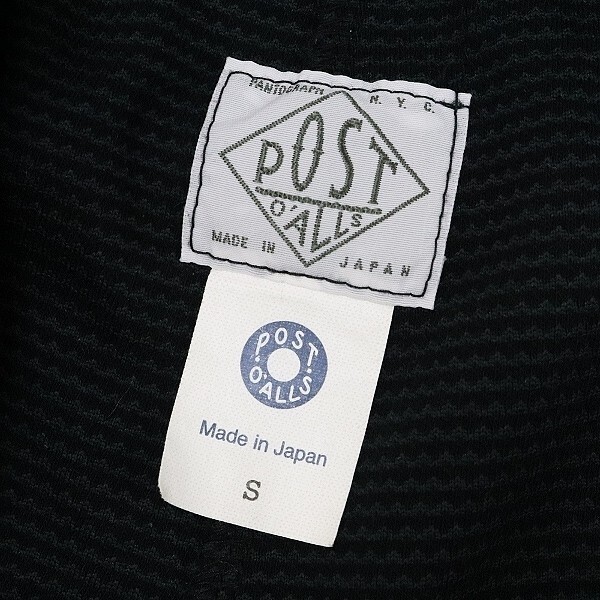 PANTOGRAPH N. Y. C.
POST
O'ALLS
MADE IN JAPAN
POST
O'ALLS
Made in Japan
S